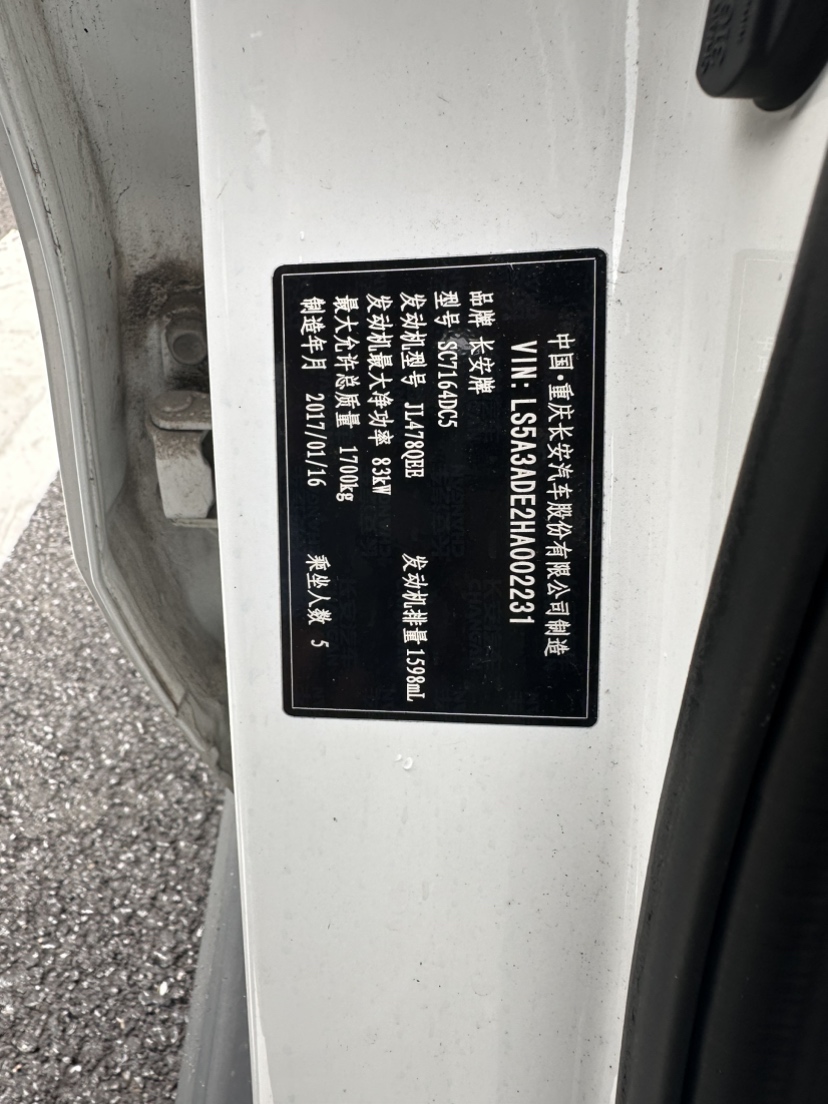 中国·重庆长安汽车股份有限公司制造
VIN: LS5A3ADE2HA002231
品牌 长安牌
型号 SC7164DC5
发动机型号 JL478QEE 发动机排量 1598mL
发动机最大净功率 83kW
最大允许总质量 1700kg
制造年月 2017/01/16 乘坐人数 5